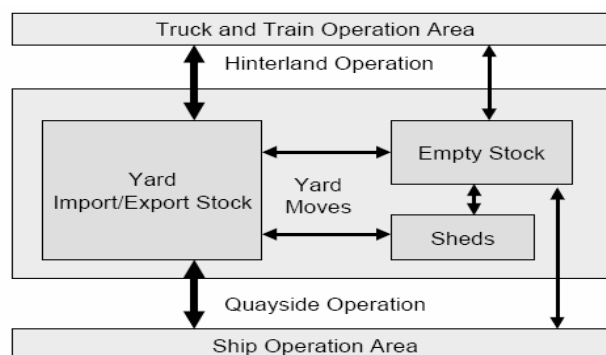 Truck and Train Operation Area
Hinterland Operation
Yard
Import/Export Stock
Yard
Moves
Empty Stock
Sheds
Quayside Operation
Ship Operation Area